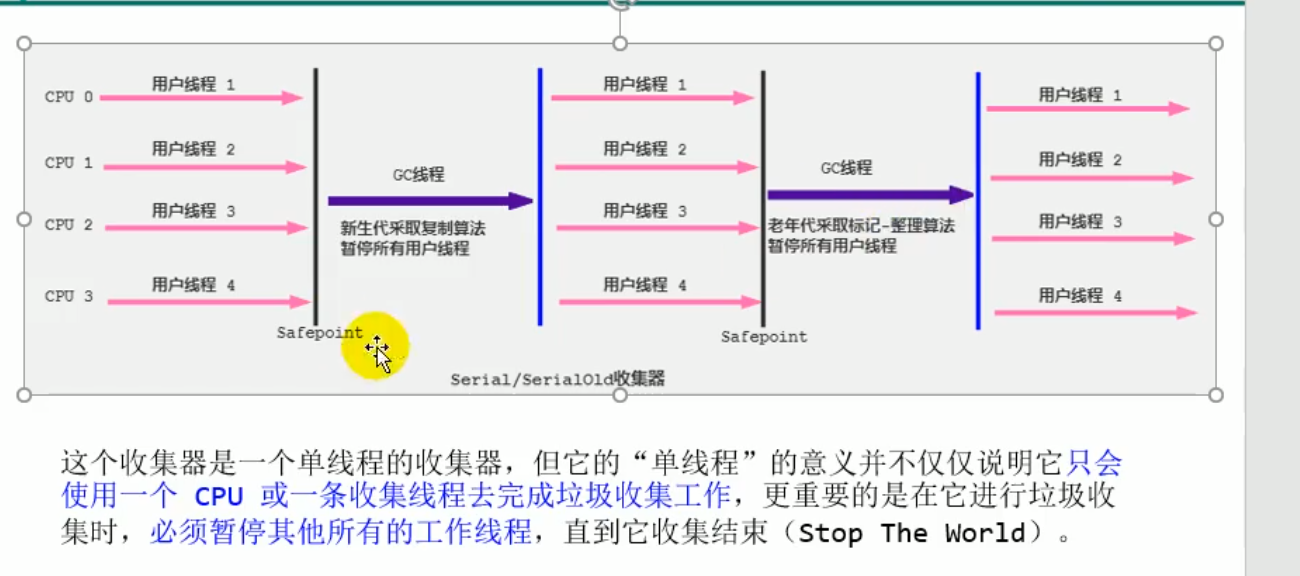 用户线程 1
用户线程 1
用户线程 1
CPU 0
用户线程 2
用户线程 2
用户线程 2
CPU 1
GC线程
GC线程
用户线程 3
用户线程 3
用户线程 3
CPU 2
新生代采取复制算法
暂停所有用户线程
老年代采取标记-整理算法
暂停所有用户线程
用户线程 4
用户线程 4
用户线程 4
CPU 3
Safepoint
Safepoint
Serial/SerialOld收集器
这个收集器是一个单线程的收集器，但它的“单线程”的意义并不仅仅说明它只会
使用一个 CPU 或一条收集线程去完成垃圾收集工作，更重要的是在它进行垃圾收
集时，必须暂停其他所有的工作线程，直到它收集结束（Stop The World）。